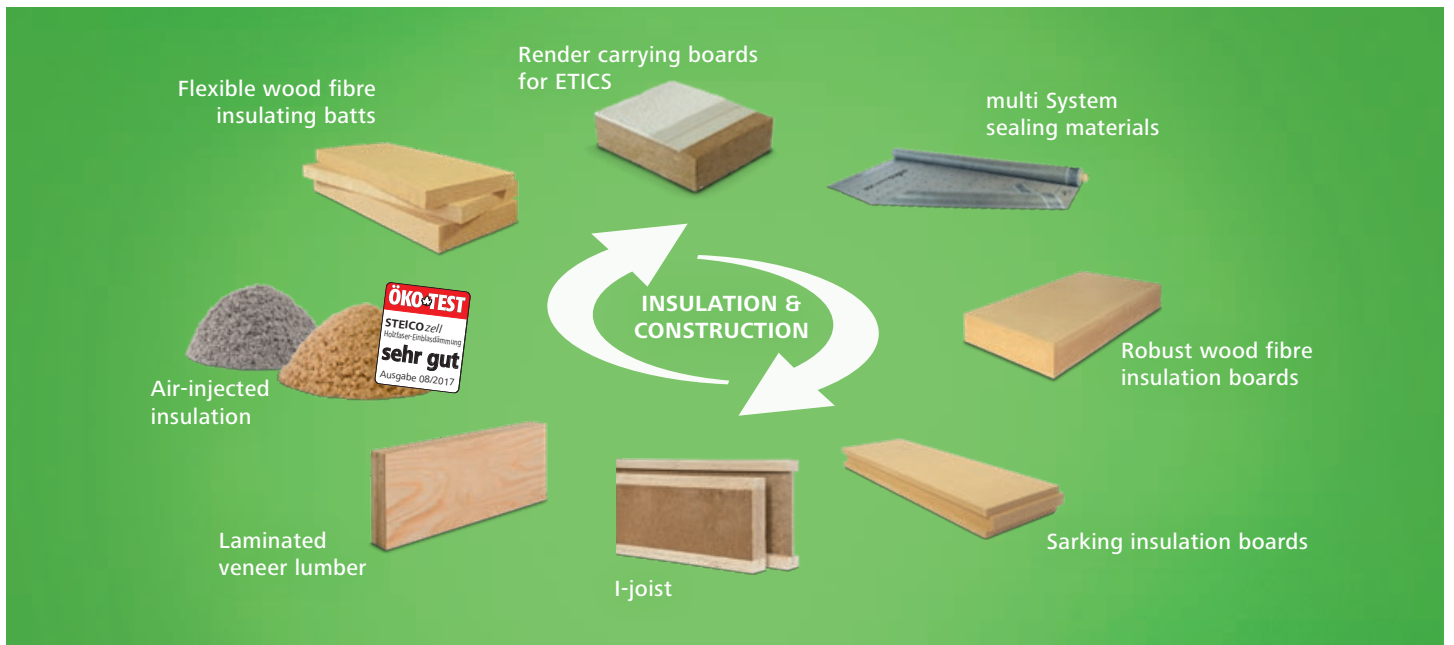 Render carrying boards
for ETICS
Flexible wood fibre
insulating batts
multi System
sealing materials
ÖKO TEST
STEICOzell
Holzfaser-Einblasdämmung
sehr gut
Ausgabe 08/2017
INSULATION &
CONSTRUCTION
Robust wood fibre
insulation boards
Air-injected
insulation
Laminated
veneer lumber
I-joist
Sarking insulation boards